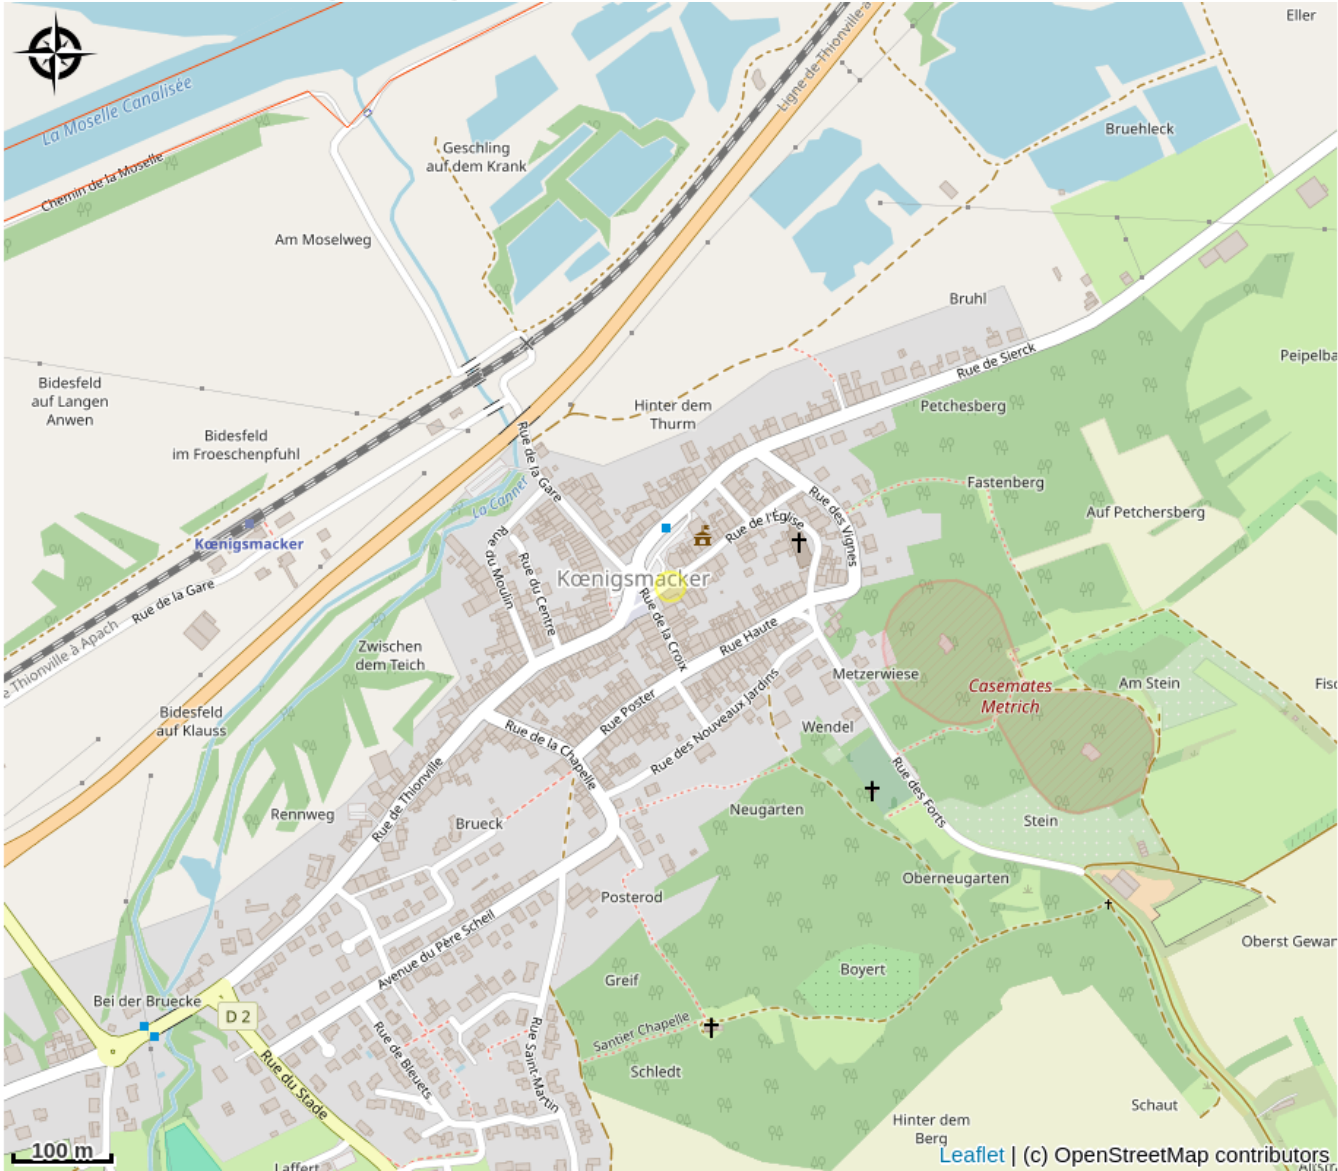 Eller
La Moselle Canalisée
Ligne de Thionville à
Bruehleck
Geschling
auf dem Krank
Chemin de la Moselle
Am Moselweg
Bruhl
Rue de Sierck
Peipelba
Bidesfeld
auf Langen
Anwen
Hinter dem
Thurm
Petchesberg
Bidesfeld
im Froeschenpfuhl
Rue de la Gare
Fastenberg
La Canner
Rue des Vignes
Auf Petchersberg
Rue de l'Église
Kœnigsmacker
Rue du Moulin
Rue du Centre
Kœnigsmacker
Rue de la Gare
Rue de la Croix
Rue Haute
e Thionville à Apach
Zwischen
dem Teich
Metzerwiese
Casemates
Metrich
Am Stein
Fisc
Bidesfeld
auf Klauss
Rue Poster
Rue des Nouveaux Jardins
Wendel
Rue de la Chapelle
Rue de Thionville
Rue des Forts
Rennweg
Brueck
Neugarten
Stein
Oberneugarten
Posterod
Avenue du Père Scheil
Oberst Gewan
Greif
Boyert
Bei der Bruecke
D 2
Santier Chapelle
Rue de Bleuets
Rue Saint-Martin
Rue du Stade
Schledt
Schaut
Hinter dem
Berg
100 m
Laffert
Leaflet | (c) OpenStreetMap contributors